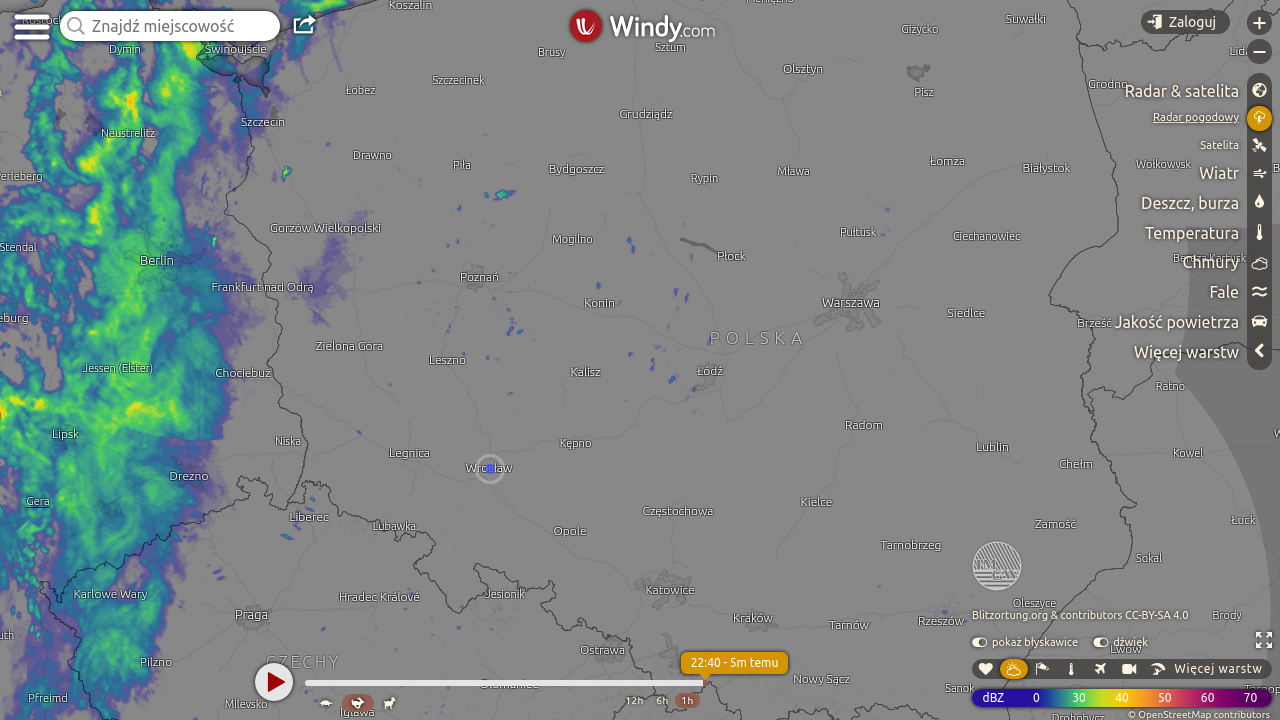 Koszalin
Suwałki
Znajdź miejscowość
Windy.com
Zaloguj
Giżycko
Dymin
Świnoujście
Brusy
Sztum
Szczecinek
Olsztyn
Łobez
Pisz
Grodno
Radar & satelita
Szczecin
Grudziądz
Radar pogodowy
Neustrelitz
Satelita
Drawno
Piła
Bydgoszcz
Mława
Łomża
Białystok
Wołkowysk
Rypin
Wiatr
Deszcz, burza
Gorzów Wielkopolski
Mogilno
Pułtusk
Ciechanowiec
Temperatura
Stendal
Berlin
Płock
Chmury
Poznań
Frankfurt nad Odrą
Konin
Warszawa
Siedlce
Fale
Brześć
Jakość powietrza
POLSKA
Zielona Góra
Leszno
Więcej warstw
Jessen (Elster)
Chociebuż
Kalisz
Łódź
Ratno
Lipsk
Niska
Kępno
Radom
Lublin
Legnica
Kowel
Wrocław
Chełm
Drezno
Gera
Liberec
Lubawka
Częstochowa
Kielce
Zamość
Łuck
Opole
Tarnobrzeg
Sokal
Karlowe Wary
Hradec Králové
Jesionik
Katowice
Oleszyce
Praga
Kraków
Tarnów
Rzeszów
Blitzortung.org & contributors CC-BY-SA 4.0
Brody
pokaż błyskawice
dźwięk
Lwów
Pilzno
CZECHY
Ostrawa
22:40 - 5m temu
Więcej warstw
Nowy Sącz
Ołomuniec
Sanok
Pfreimd
Milevsko
Igława
12h
6h
1h
dBZ 0 30 40 50 60 70
Drohobycz
© OpenStreetMap contributors